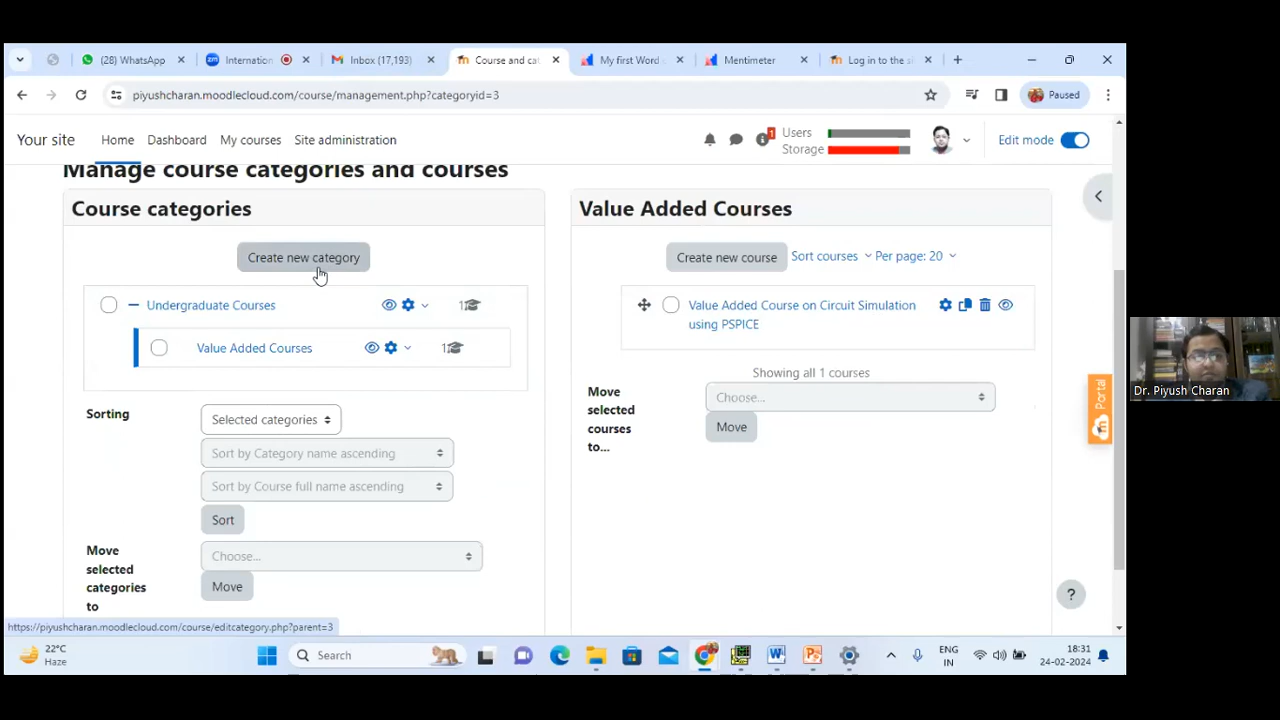 (28) WhatsApp
Internation
Inbox (17,193)
Course and cat
My first Word
Mentimeter
Log in to the si
piyushcharan.moodlecloud.com/course/management.php?categoryid=3
Paused
Your site
Home
Dashboard
My courses
Site administration
1
Users
Storage
Edit mode
Manage course categories and courses
Course categories
Create new category
Undergraduate Courses
1
Value Added Courses
1
Sorting
Selected categories
Sort by Category name ascending
Sort by Course full name ascending
Sort
Move
selected
categories
to
Choose...
Move
Value Added Courses
Create new course
Sort courses
Per page: 20
Value Added Course on Circuit Simulation
using PSPICE
Showing all 1 courses
Move
selected
courses
to...
Choose...
Move
Portal
?
https://piyushcharan.moodlecloud.com/course/editcategory.php?parent=3
Dr. Piyush Charan
22°C
Haze
Search
ENG
IN
18:31
24-02-2024